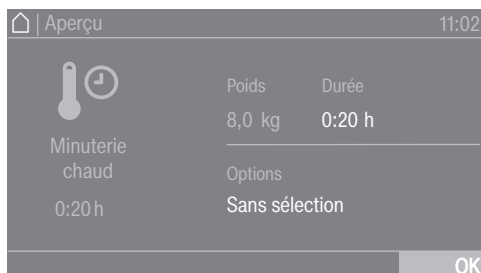 Aperçu 11:02
Poids Durée
8,0 kg 0:20 h
Minuterie
chaud
0:20 h
Options
Sans sélection
OK